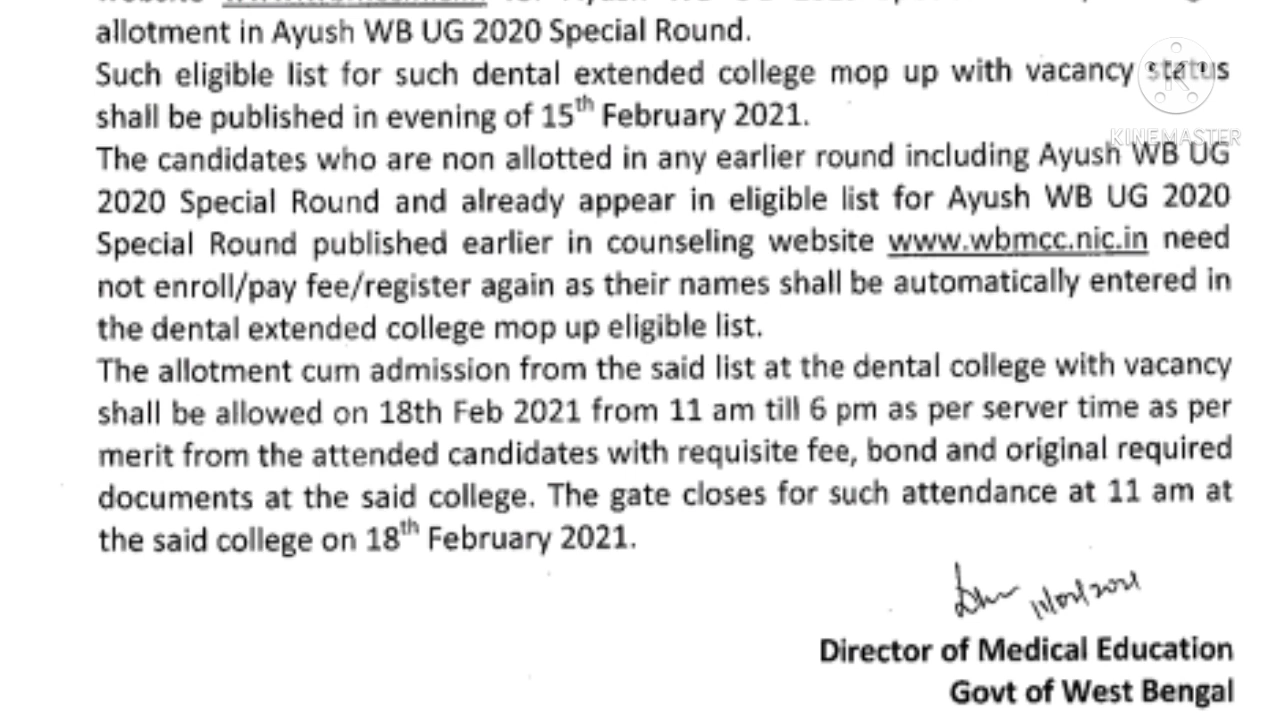 allotment in Ayush WB UG 2020 Special Round.
Such eligible list for such dental extended college mop up with vacancy status
shall be published in evening of 15th February 2021.
KINEMASTER
The candidates who are non allotted in any earlier round including Ayush WB UG
2020 Special Round and already appear in eligible list for Ayush WB UG 2020
Special Round published earlier in counseling website www.wbmcc.nic.in need
not enroll/pay fee/register again as their names shall be automatically entered in
the dental extended college mop up eligible list.
The allotment cum admission from the said list at the dental college with vacancy
shall be allowed on 18th Feb 2021 from 11 am till 6 pm as per server time as per
merit from the attended candidates with requisite fee, bond and original required
documents at the said college. The gate closes for such attendance at 11 am at
the said college on 18th February 2021.
11/02/2021
Director of Medical Education
Govt of West Bengal